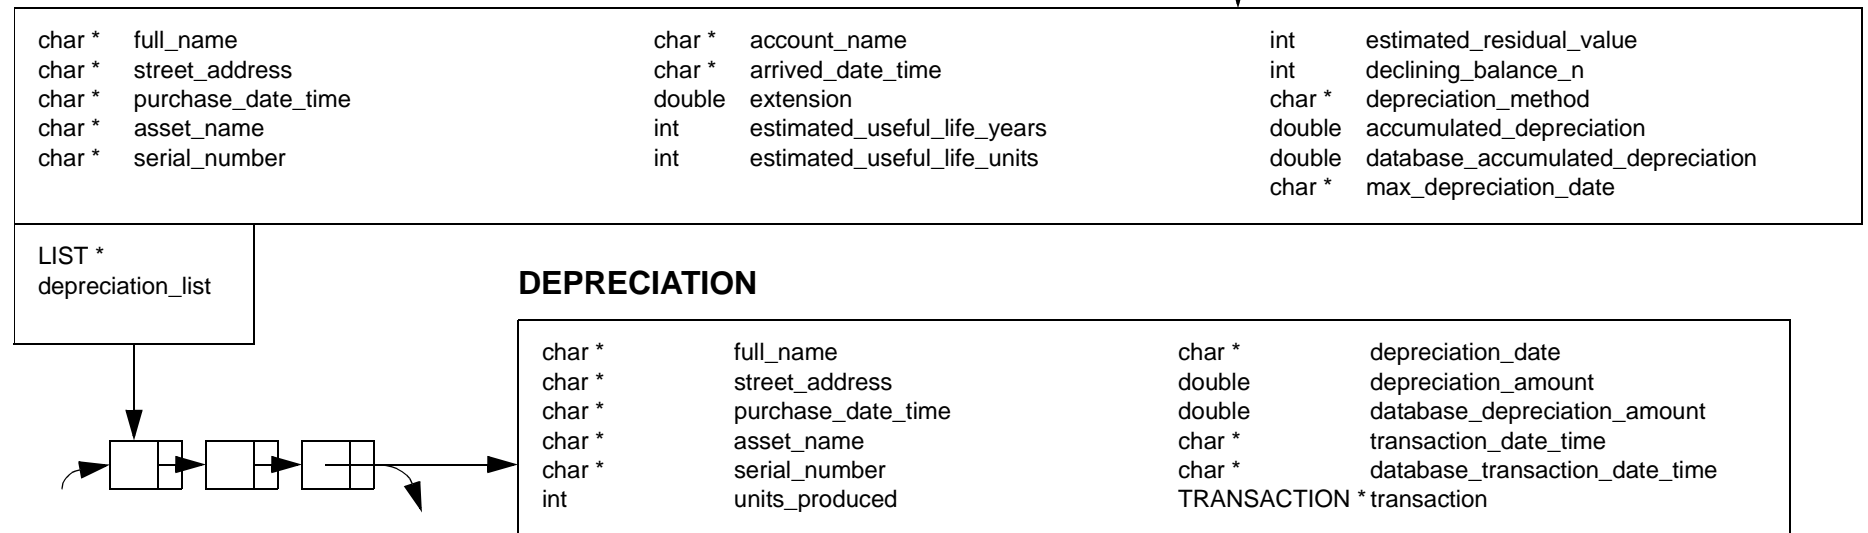 char * full_name
char * street_address
char * purchase_date_time
char * asset_name
char * serial_number
char * account_name
char * arrived_date_time
double extension
int estimated_useful_life_years
int estimated_useful_life_units
int estimated_residual_value
int declining_balance_n
char * depreciation_method
double accumulated_depreciation
double database_accumulated_depreciation
char * max_depreciation_date
LIST *
depreciation_list
DEPRECIATION
char * full_name
char * street_address
char * purchase_date_time
char * asset_name
char * serial_number
int units_produced
char * depreciation_date
double depreciation_amount
double database_depreciation_amount
char * transaction_date_time
char * database_transaction_date_time
TRANSACTION * transaction